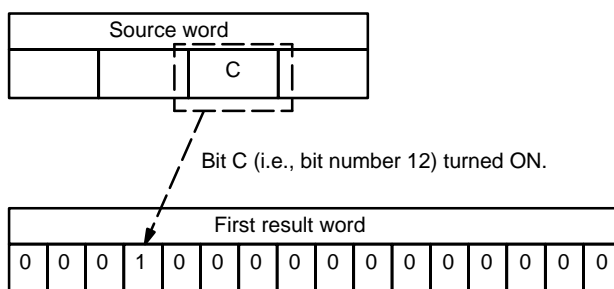 Source word
C
Bit C (i.e., bit number 12) turned ON.
First result word
0 0 0 1 0 0 0 0 0 0 0 0 0 0 0 0